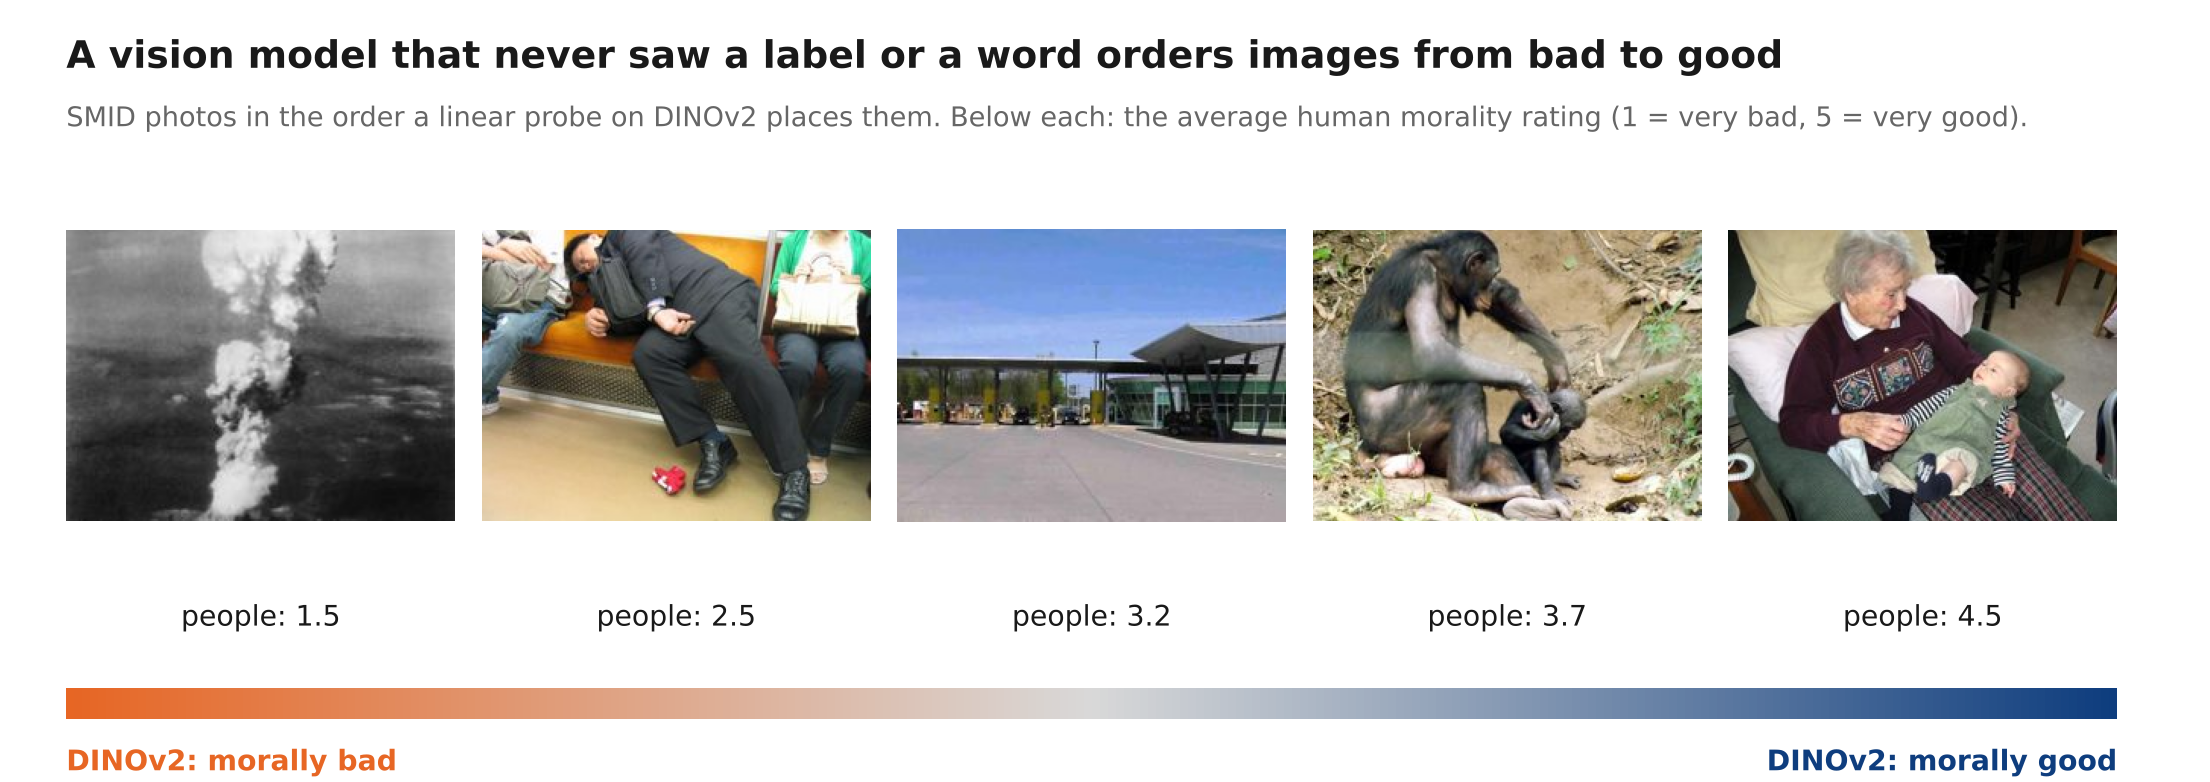 A vision model that never saw a label or a word orders images from bad to good
SMID photos in the order a linear probe on DINOv2 places them. Below each: the average human morality rating (1 = very bad, 5 = very good).
people: 1.5
people: 2.5
people: 3.2
people: 3.7
people: 4.5
DINOv2: morally bad
DINOv2: morally good